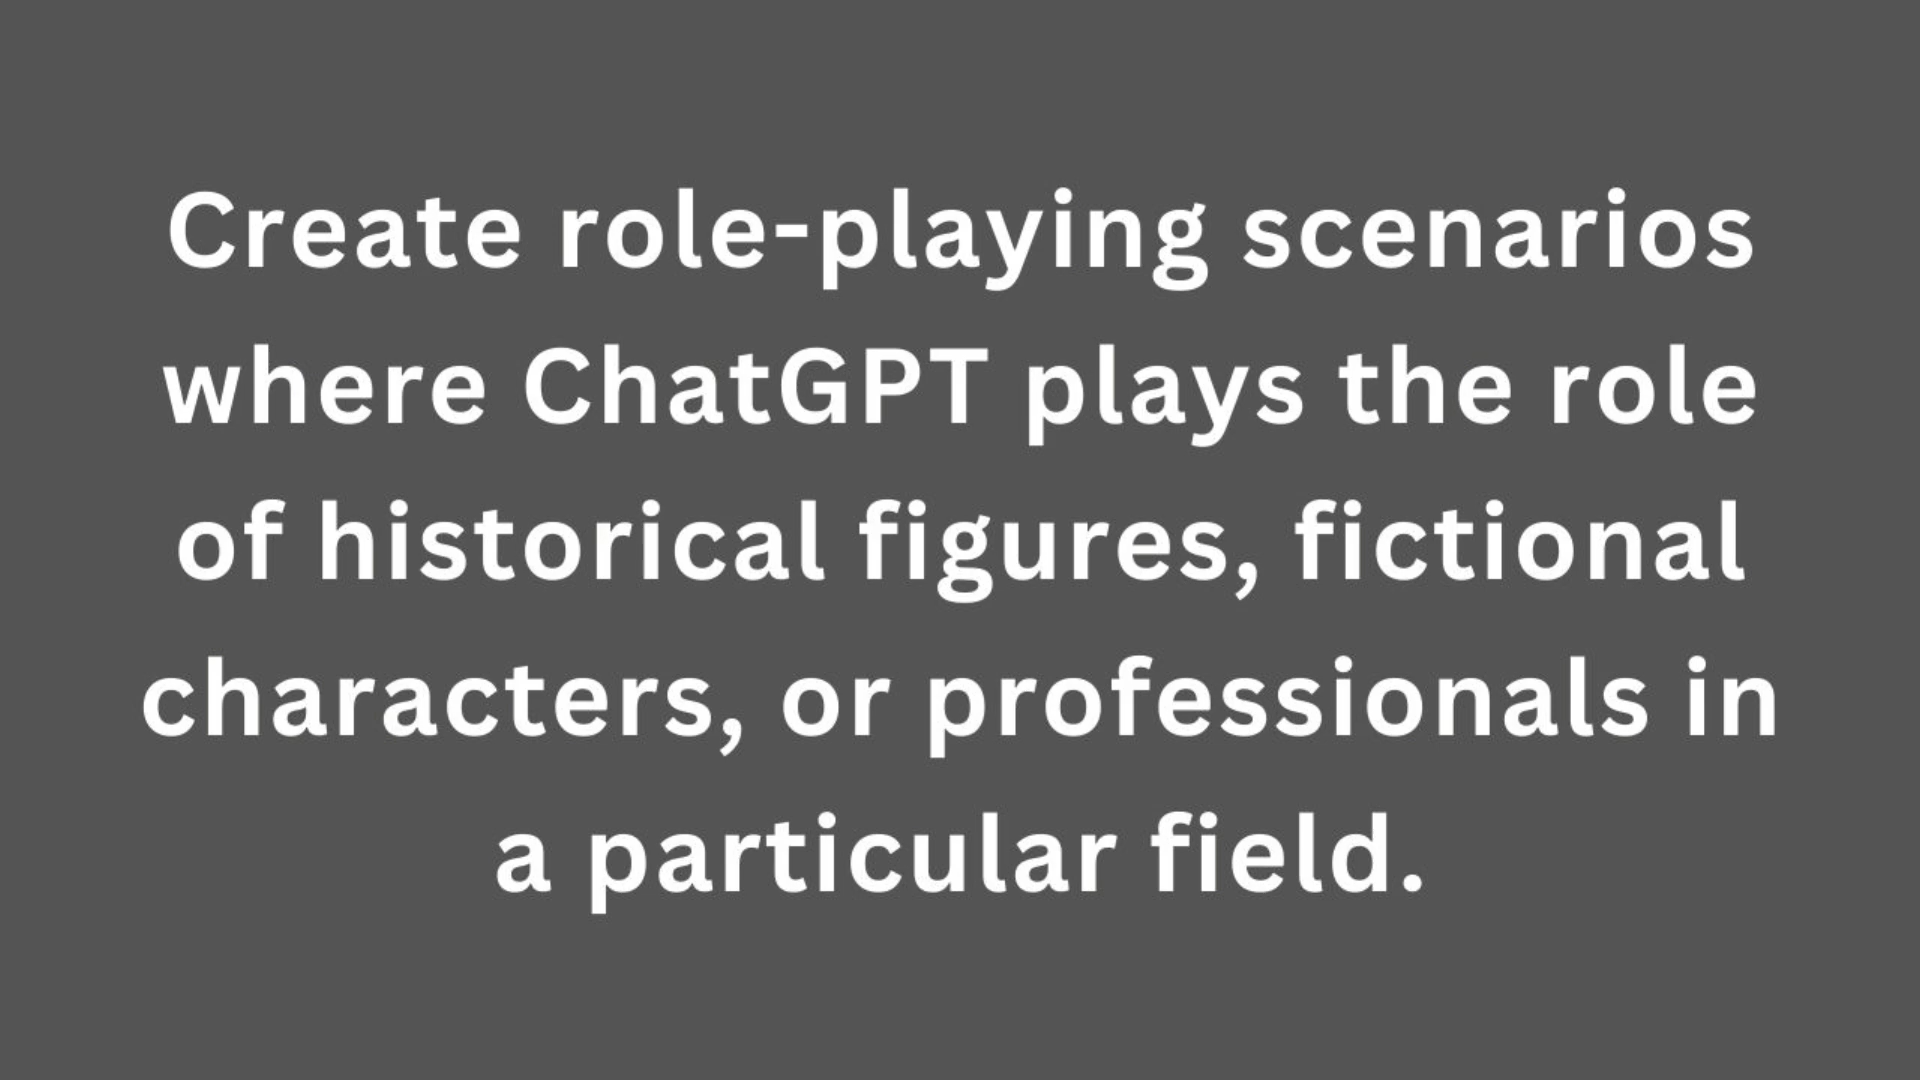 Create role-playing scenarios
where ChatGPT plays the role
of historical figures, fictional
characters, or professionals in
a particular field.